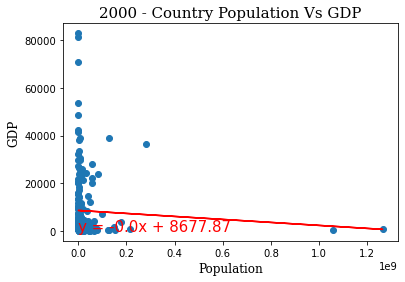 2000 - Country Population Vs GDP
80000
60000
40000
20000
0
GDP
y = -0.0x + 8677.87
0.0 0.2 0.4 0.6 0.8 1.0 1.2
1e9
Population